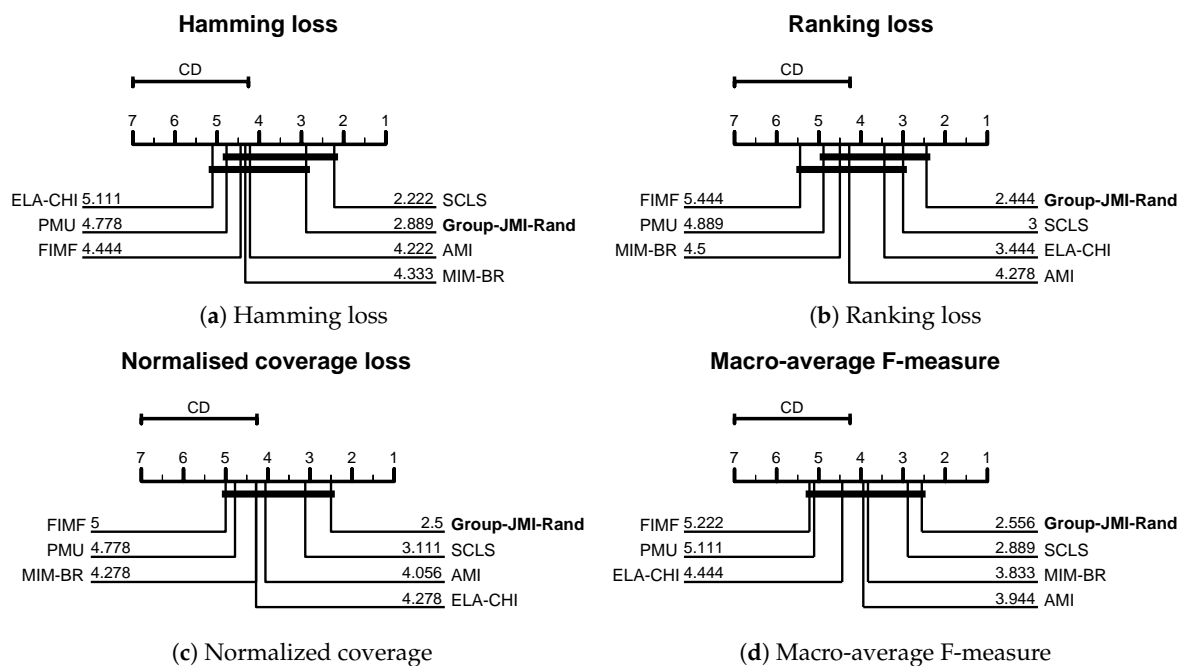 Hamming loss
CD
7 6 5 4 3 2 1
ELA-CHI 5.111
PMU 4.778
FIMF 4.444
2.222 SCLS
2.889 Group-JMI-Rand
4.222 AMI
4.333 MIM-BR
(a) Hamming loss
Ranking loss
CD
7 6 5 4 3 2 1
FIMF 5.444
PMU 4.889
MIM-BR 4.5
2.444 Group-JMI-Rand
3 SCLS
3.444 ELA-CHI
4.278 AMI
(b) Ranking loss
Normalised coverage loss
CD
7 6 5 4 3 2 1
FIMF 5
PMU 4.778
MIM-BR 4.278
2.5 Group-JMI-Rand
3.111 SCLS
4.056 AMI
4.278 ELA-CHI
(c) Normalized coverage
Macro-average F-measure
CD
7 6 5 4 3 2 1
FIMF 5.222
PMU 5.111
ELA-CHI 4.444
2.556 Group-JMI-Rand
2.889 SCLS
3.833 MIM-BR
3.944 AMI
(d) Macro-average F-measure